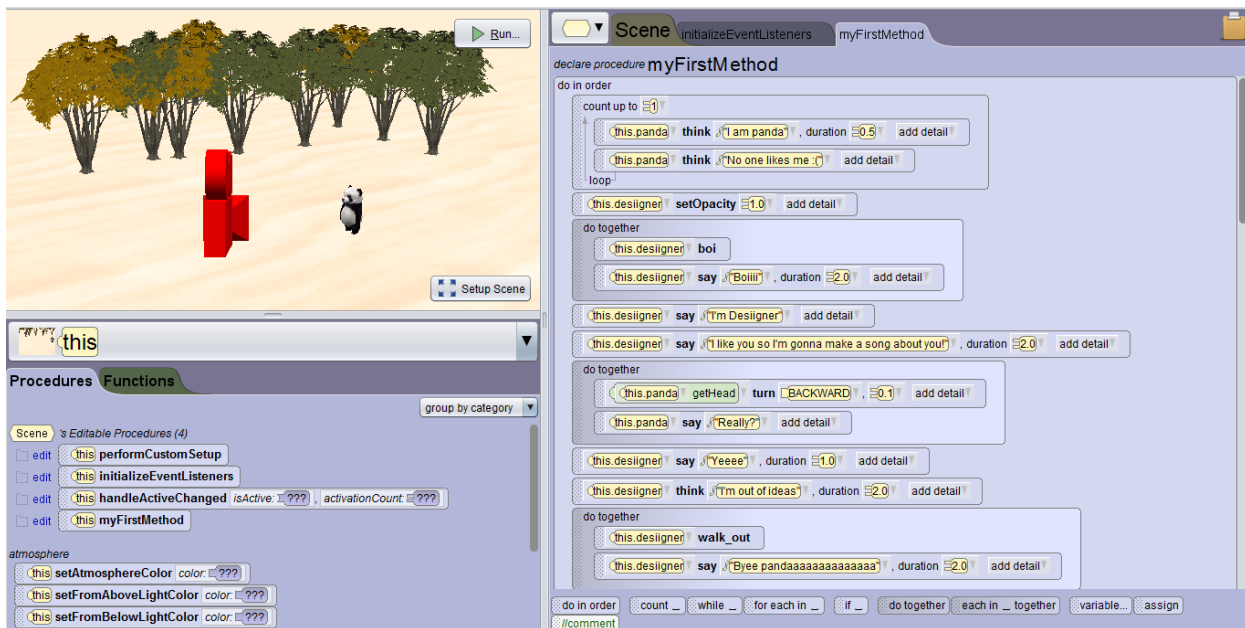 Run...
Setup Scene
this
Procedures Functions
group by category
Scene 's Editable Procedures (4)
edit this performCustomSetup
edit this initializeEventListeners
edit this handleActiveChanged isActive: ??? , activationCount: ???
edit this myFirstMethod
atmosphere
this setAtmosphereColor color: ???
this setFromAboveLightColor color: ???
this setFromBelowLightColor color: ???
Scene initializeEventListeners myFirstMethod
declare procedure myFirstMethod
do in order
count up to 1
this.panda think "I am panda" , duration 0.5 add detail
this.panda think "No one likes me :(" add detail
loop
this.desiigner setOpacity 1.0 add detail
do together
this.desiigner boi
this.desiigner say "Boiiii" , duration 2.0 add detail
this.desiigner say "I'm Desiigner" add detail
this.desiigner say "I like you so I'm gonna make a song about you!" , duration 2.0 add detail
do together
this.panda getHead turn BACKWARD , 0.1 add detail
this.panda say "Really?" add detail
this.desiigner say "Yeeee" , duration 1.0 add detail
this.desiigner think "I'm out of ideas" , duration 2.0 add detail
do together
this.desiigner walk_out
this.desiigner say "Byee pandaaaaaaaaaaaaaa" , duration 2.0 add detail
do in order count _ while _ for each in _ if _ do together each in _ together variable... assign
//comment